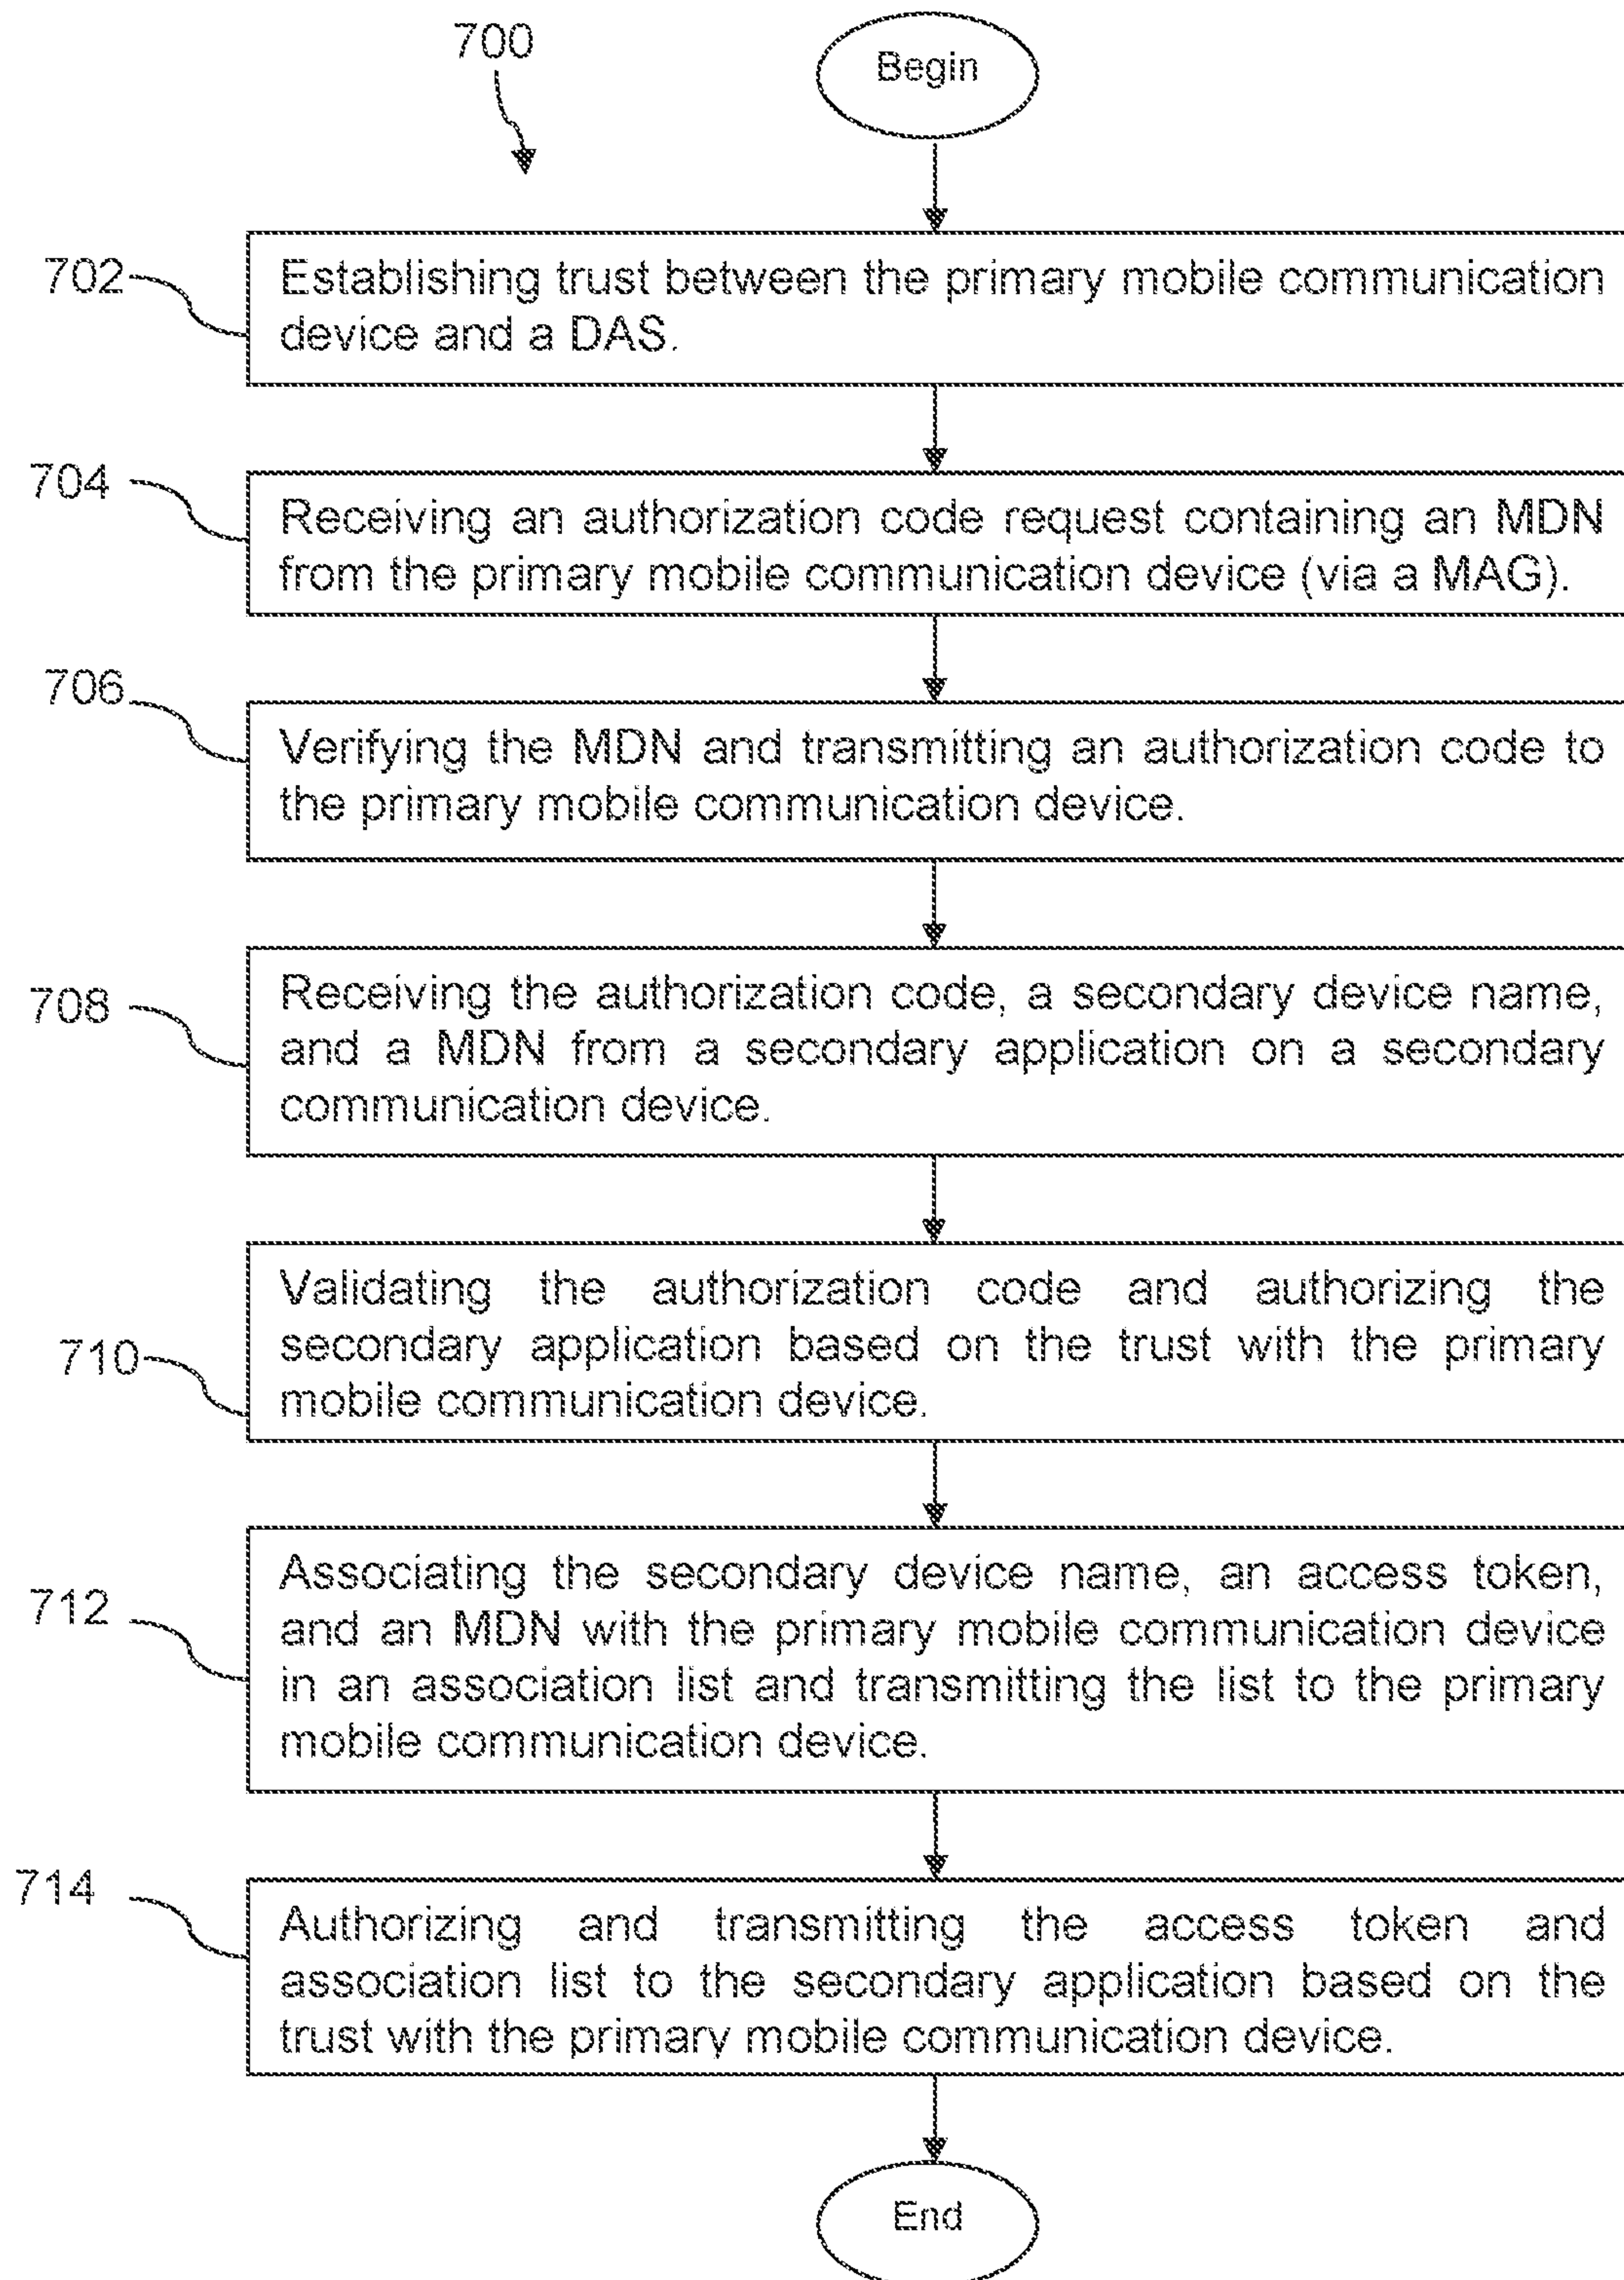 700
Begin
702
Establishing trust between the primary mobile communication
device and a DAS.
704
Receiving an authorization code request containing an MDN
from the primary mobile communication device (via a MAG).
706
Verifying the MDN and transmitting an authorization code to
the primary mobile communication device.
708
Receiving the authorization code, a secondary device name,
and a MDN from a secondary application on a secondary
communication device.
710
Validating the authorization code and authorizing the
secondary application based on the trust with the primary
mobile communication device.
712
Associating the secondary device name, an access token,
and an MDN with the primary mobile communication device
in an association list and transmitting the list to the primary
mobile communication device.
714
Authorizing and transmitting the access token and
association list to the secondary application based on the
trust with the primary mobile communication device.
End